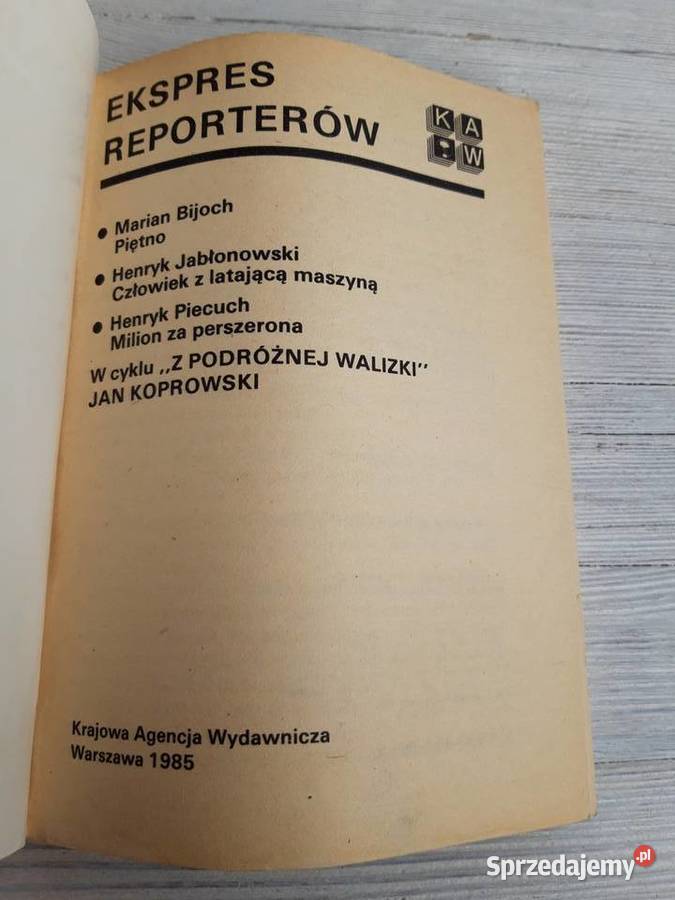 EKSPRES
REPORTERÓW
K A
W
• Marian Bijoch
Piętno
• Henryk Jabłonowski
Człowiek z latającą maszyną
• Henryk Piecuch
Milion za perszerona
W cyklu „Z PODRÓŻNEJ WALIZKI”
JAN KOPROWSKI
Krajowa Agencja Wydawnicza
Warszawa 1985
Sprzedajemy.pl